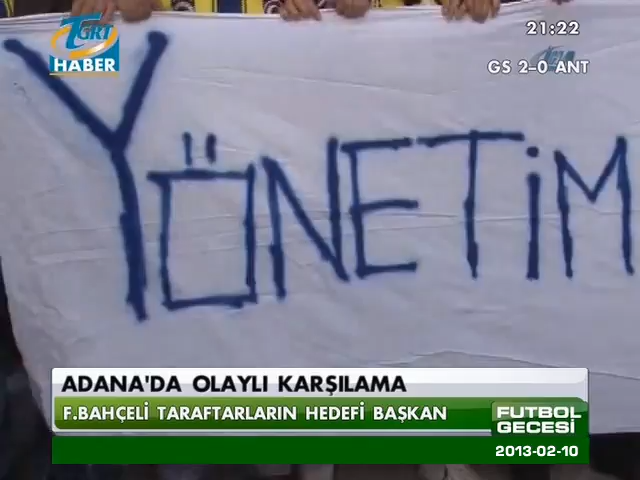 TGRT
HABER
21:22
GS 2-0 ANT
YÖNETİM
ADANA'DA OLAYLI KARŞILAMA
F.BAHÇELİ TARAFTARLARIN HEDEFİ BAŞKAN
FUTBOL
GECESİ
2013-02-10